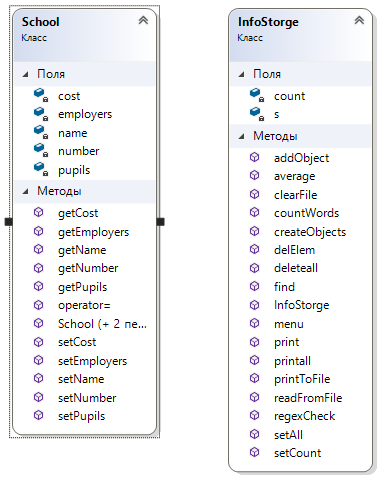 School
Класс
Поля
cost
employers
name
number
pupils
Методы
getCost
getEmployers
getName
getNumber
getPupils
operator=
School (+ 2 пе...
setCost
setEmployers
setName
setNumber
setPupils
InfoStorge
Класс
Поля
count
s
Методы
addObject
average
clearFile
countWords
createObjects
delElem
deleteall
find
InfoStorge
menu
print
printall
printToFile
readFromFile
regexCheck
setAll
setCount